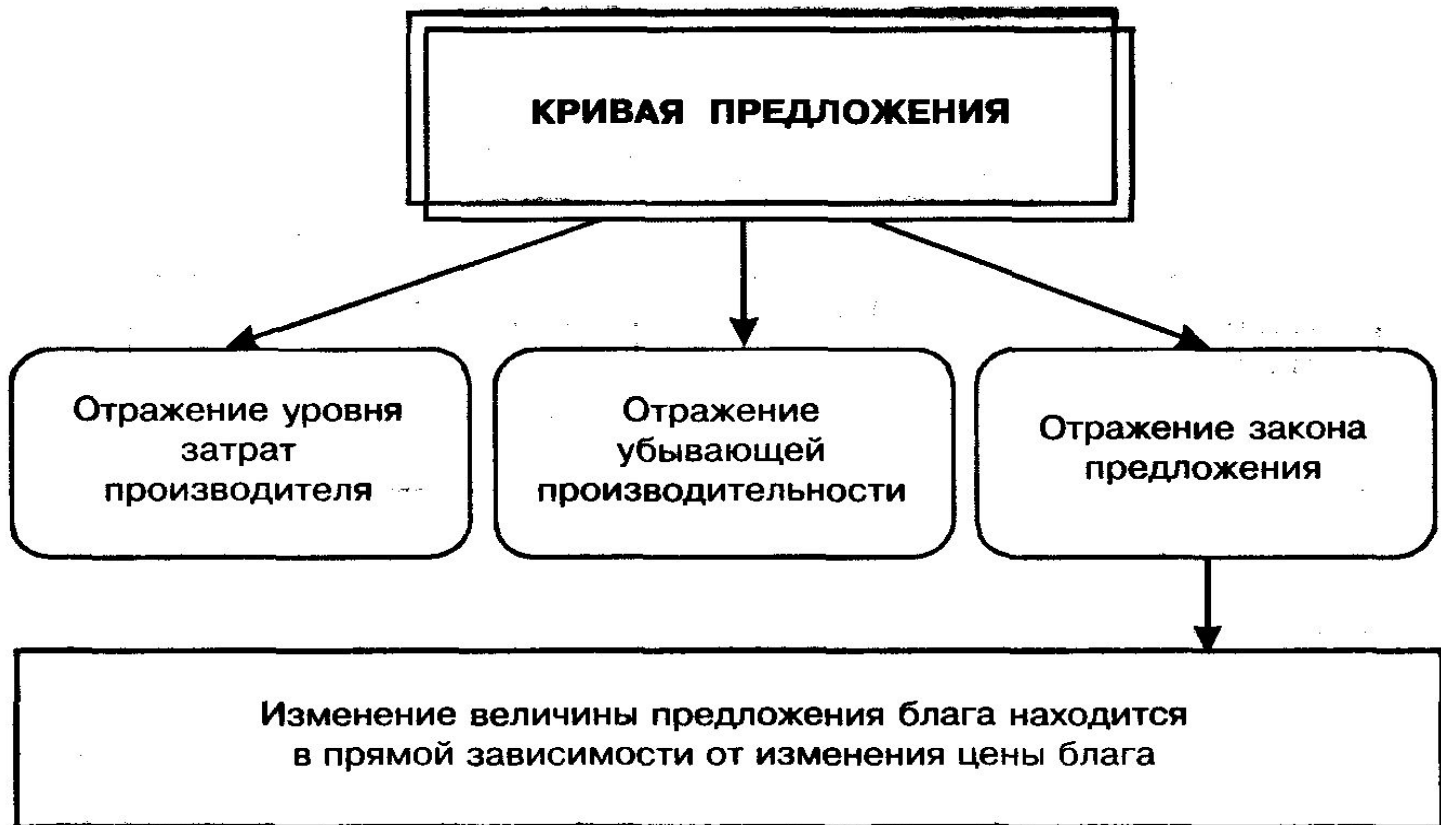 КРИВАЯ ПРЕДЛОЖЕНИЯ
Отражение уровня
затрат
производителя
Отражение
убывающей
производительности
Отражение закона
предложения
Изменение величины предложения блага находится
в прямой зависимости от изменения цены блага